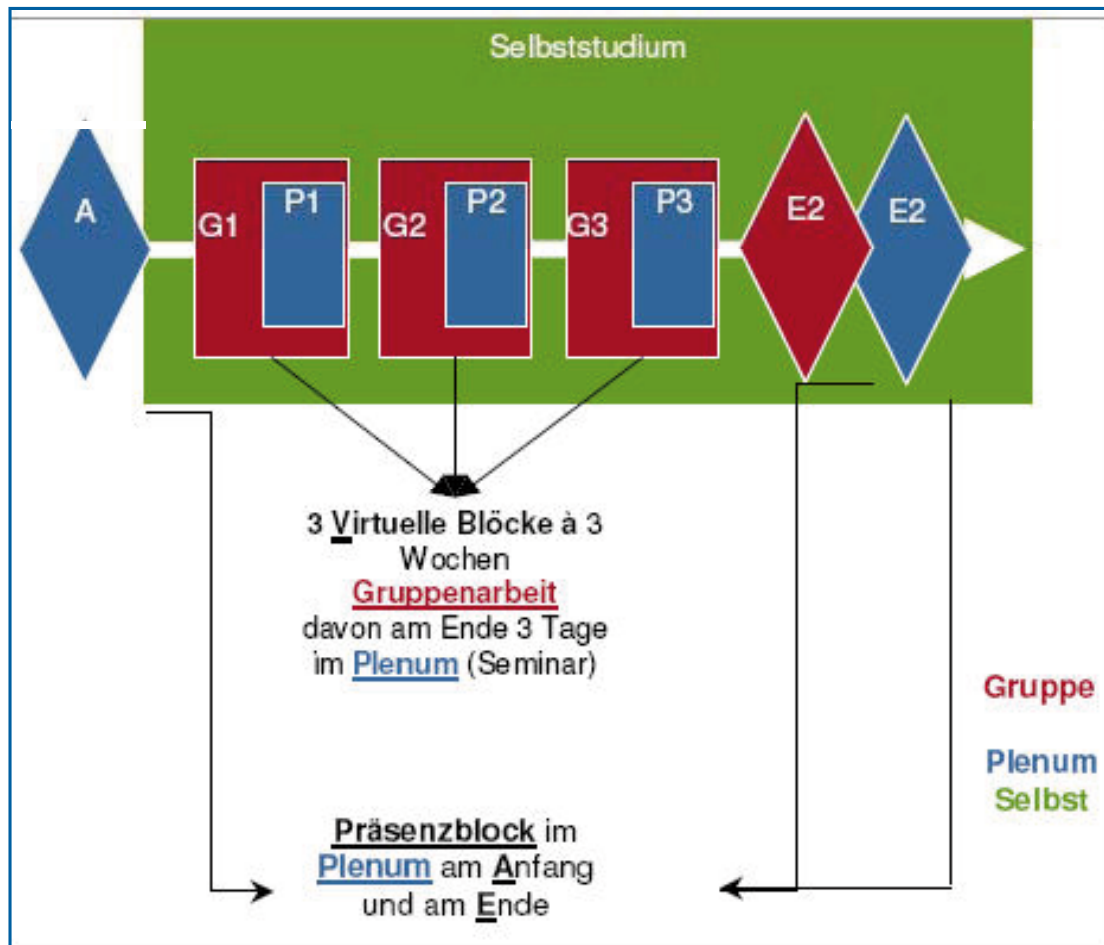 Selbststudium
A
G1
P1
G2
P2
G3
P3
E2
E2
3 Virtuelle Blöcke à 3
Wochen
Gruppenarbeit
davon am Ende 3 Tage
im Plenum (Seminar)
Gruppe
Plenum
Selbst
Präsenzblock im
Plenum am Anfang
und am Ende